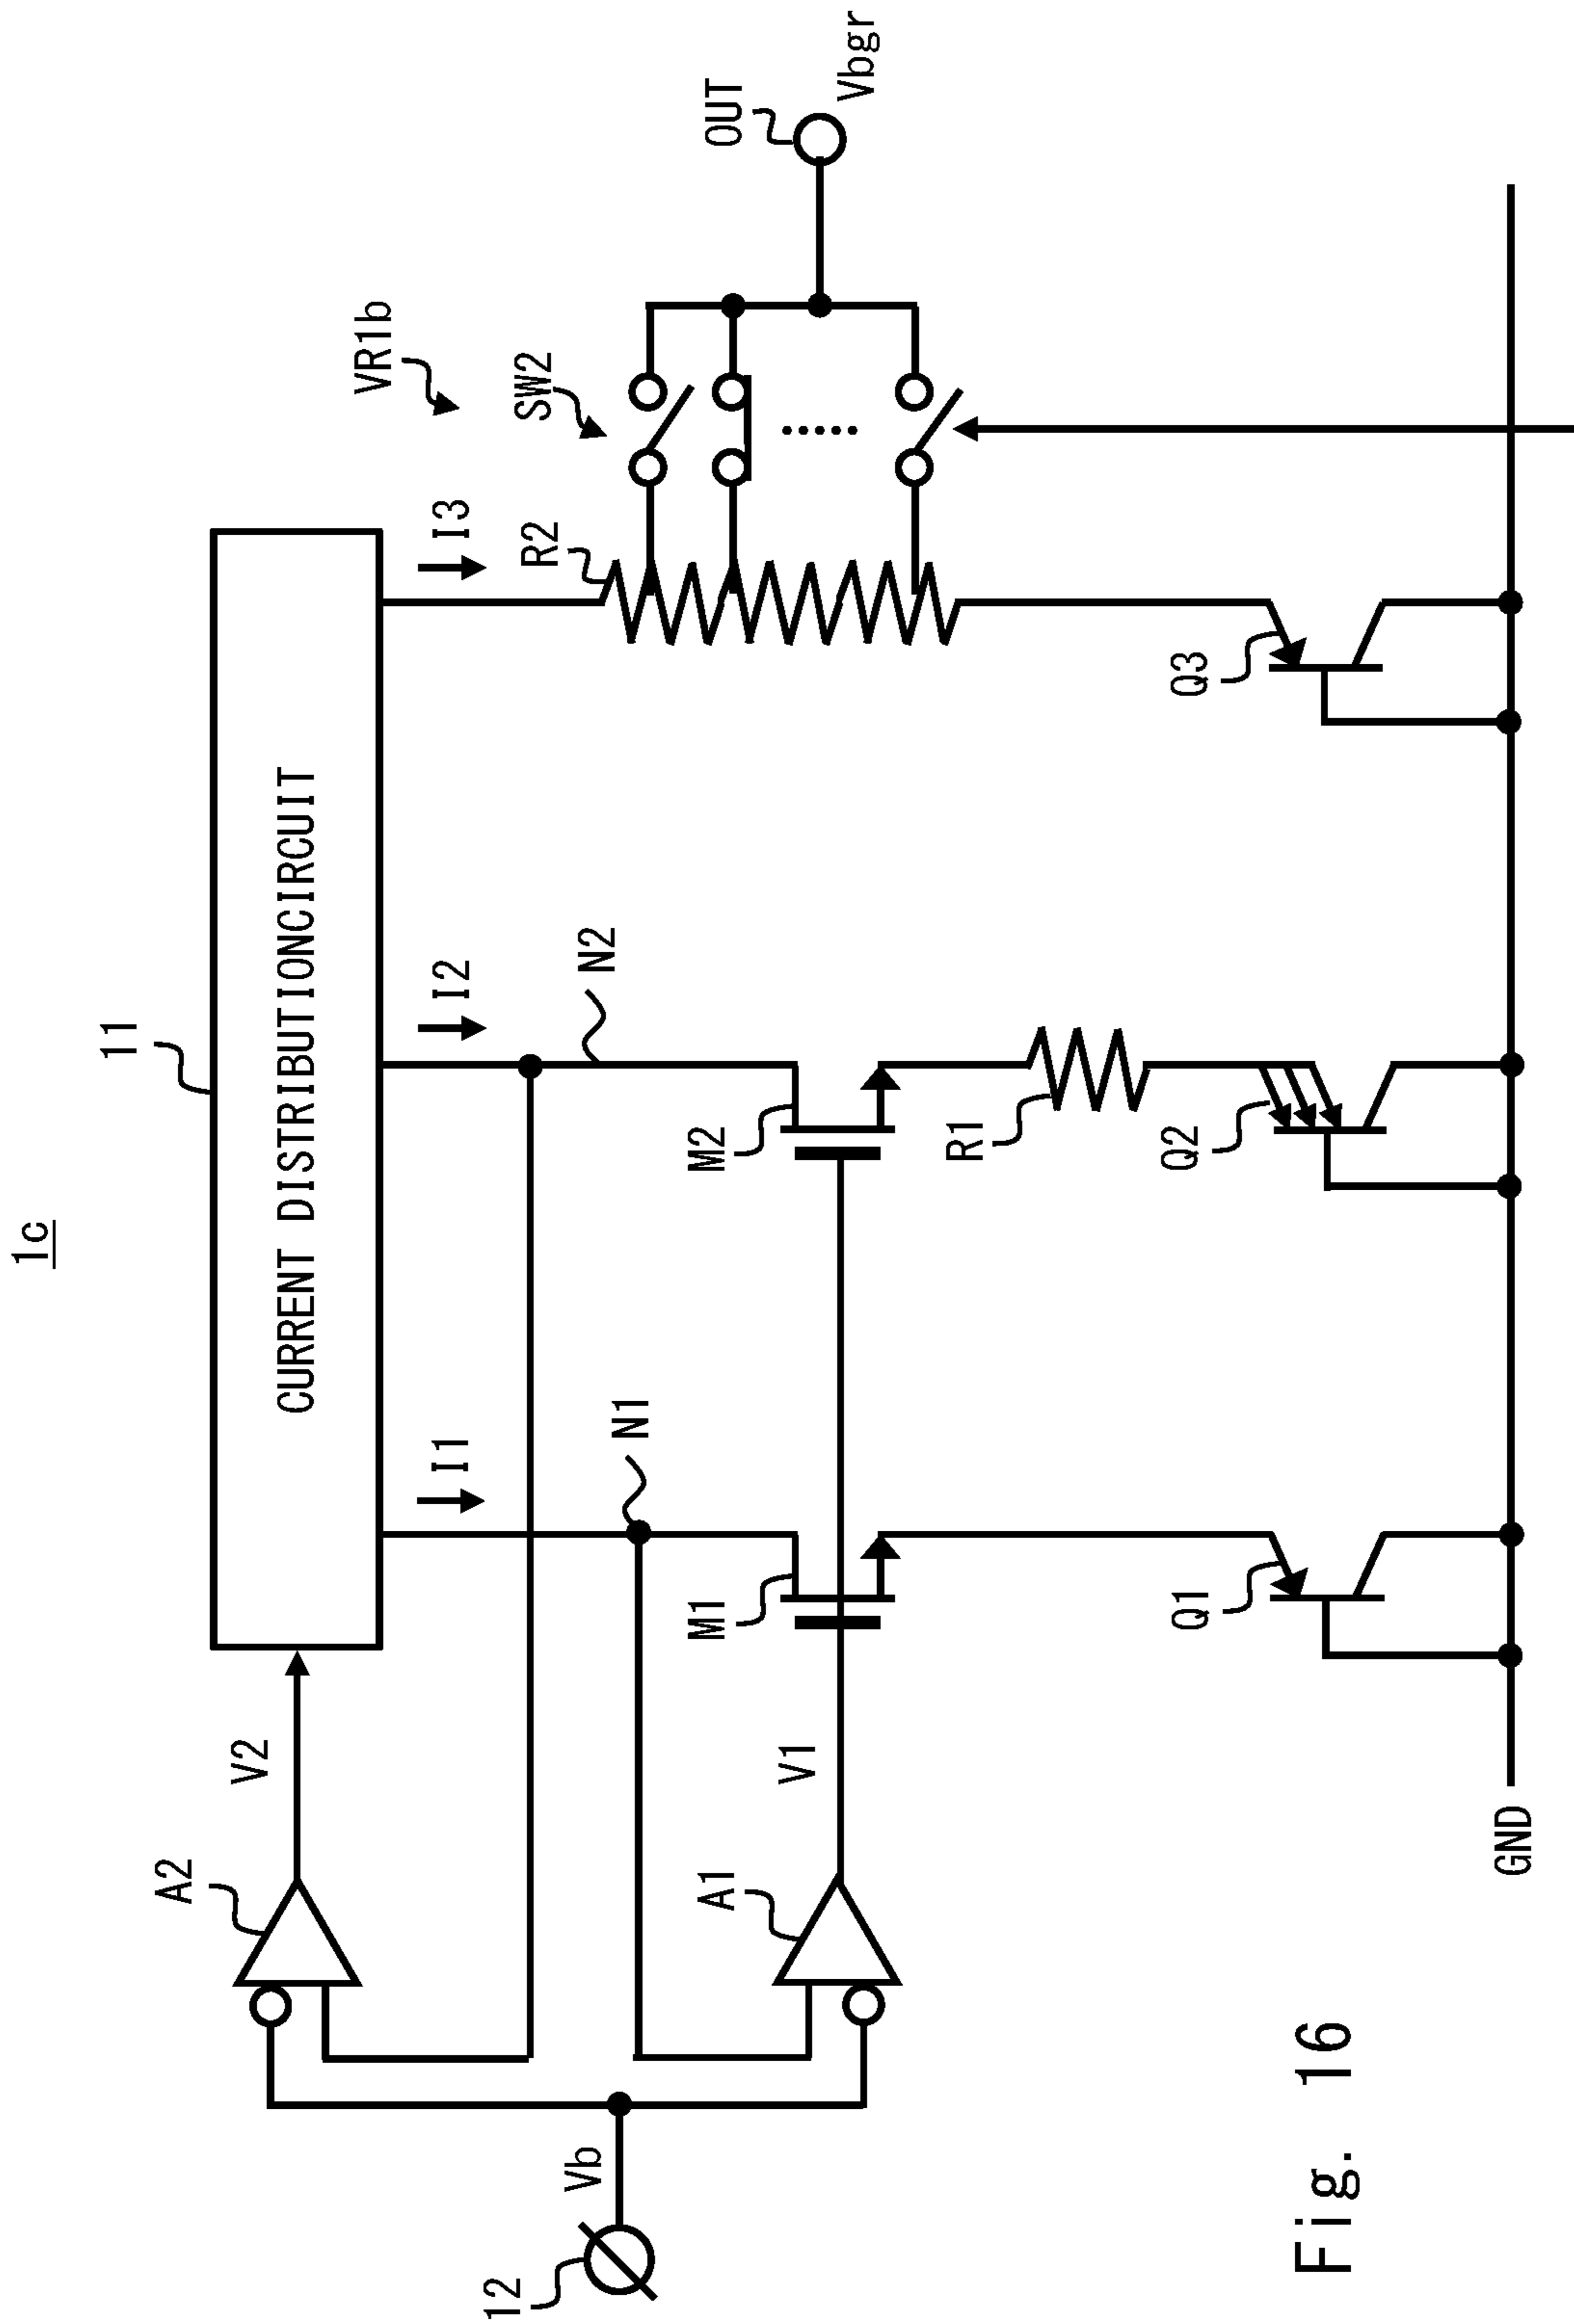 1c
11
CURRENT DISTRIBUTIONCIRCUIT
A2
V2
I1
I2
I3
VR1b
R2
SW2
OUT
Vbgr
12
Vb
N1
N2
A1
V1
M1
M2
R1
Q1
Q2
Q3
GND
Fig. 16